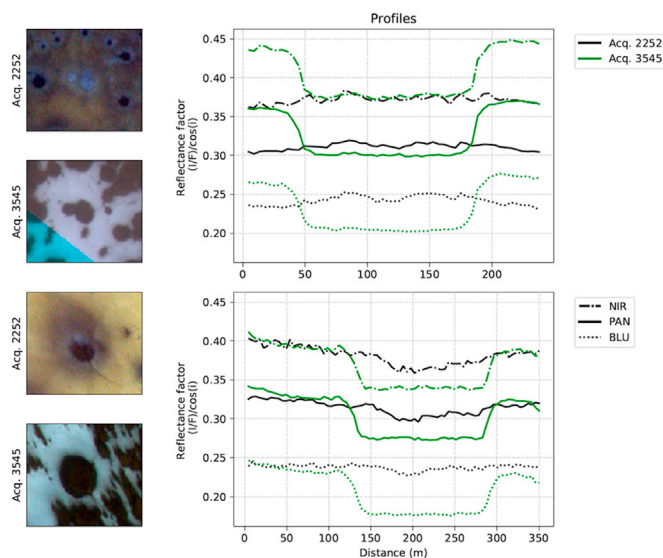 Profiles
Acq. 2252
Acq. 3545
Acq. 2252
Acq. 3545
Reflectance factor
(I/F)/cos(i)
0.45
0.40
0.35
0.30
0.25
0.20
0
50
100
150
200
Acq. 2252
Acq. 3545
Reflectance factor
(I/F)/cos(i)
0.45
0.40
0.35
0.30
0.25
0.20
0
50
100
150
200
250
300
350
Distance (m)
NIR
PAN
BLU